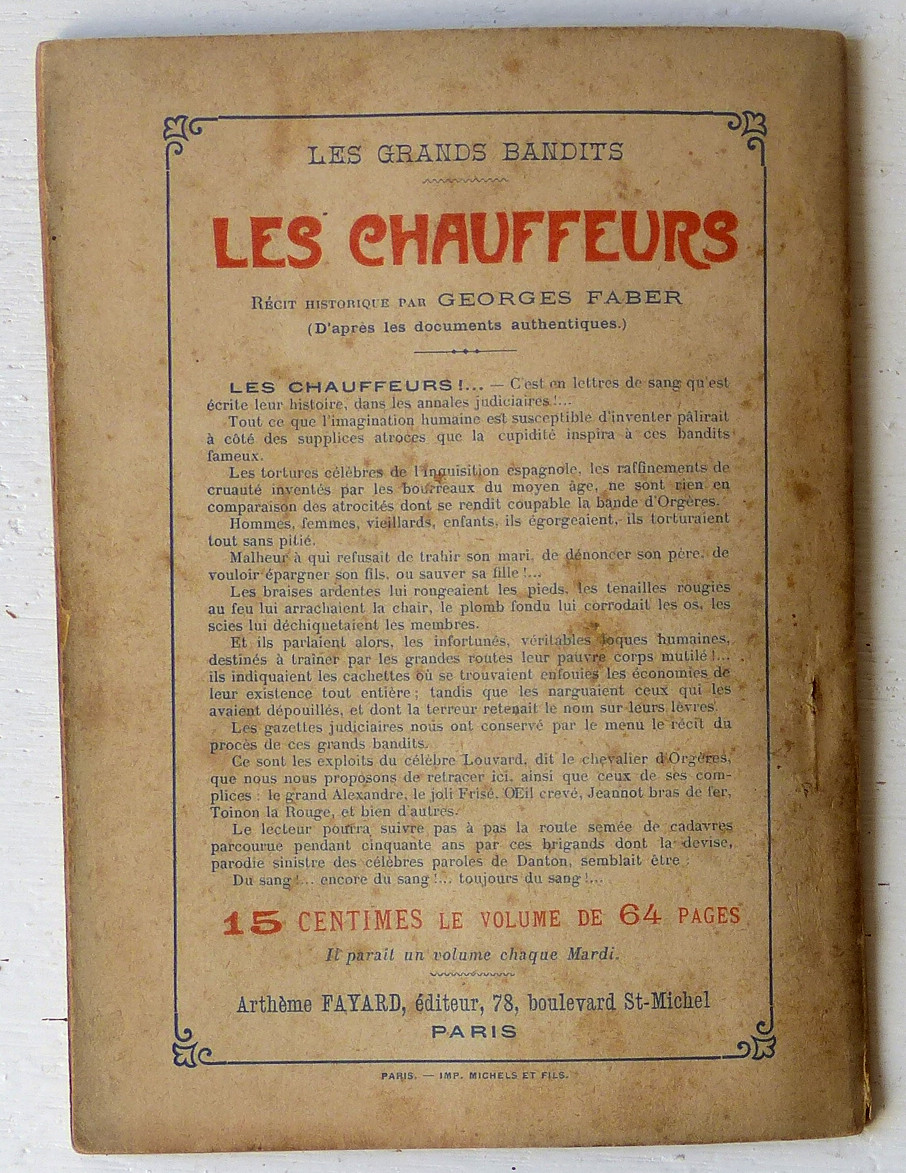 LES GRANDS BANDITS
LES CHAUFFEURS
RÉCIT HISTORIQUE PAR GEORGES FABER
(D'après les documents authentiques.)
LES CHAUFFEURS !... — C'est en lettres de sang qu'est
écrite leur histoire, dans les annales judiciaires !...
Tout ce que l'imagination humaine est susceptible d'inventer pâlirait
à côté des supplices atroces que la cupidité inspira à ces bandits
fameux.
Les tortures célèbres de l'inquisition espagnole, les raffinements de
cruauté inventés par les bourreaux du moyen âge, ne sont rien en
comparaison des atrocités dont se rendit coupable la bande d'Orgères.
Hommes, femmes, vieillards, enfants, ils égorgeaient, ils torturaient
tout sans pitié.
Malheur à qui refusait de trahir son mari, de dénoncer son père, de
vouloir épargner son fils, ou sauver sa fille !...
Les braises ardentes lui rongeaient les pieds, les tenailles rougies
au feu lui arrachaient la chair, le plomb fondu lui corrodait les os, les
scies lui déchiquetaient les membres.
Et ils parlaient alors, les infortunés, véritables loques humaines,
destinés à traîner par les grandes routes leur pauvre corps mutilé !...
ils indiquaient les cachettes où se trouvaient enfouies les économies de
leur existence tout entière ; tandis que les narguaient ceux qui les
avaient dépouillés, et dont la terreur retenait le nom sur leurs lèvres.
Les gazettes judiciaires nous ont conservé par le menu le récit du
procès de ces grands bandits.
Ce sont les exploits du célèbre Louvard, dit le chevalier d'Orgères,
que nous nous proposons de retracer ici, ainsi que ceux de ses com-
plices : le grand Alexandre, le joli Frisé, Œil crevé, Jeannot bras de fer,
Toinon la Rouge, et bien d'autres.
Le lecteur pourra suivre pas à pas la route semée de cadavres
parcourue pendant cinquante ans par ces brigands dont la devise,
parodie sinistre des célèbres paroles de Danton, semblait être :
Du sang !... encore du sang !... toujours du sang !...
15 CENTIMES LE VOLUME DE 64 PAGES
Il paraît un volume chaque Mardi.
Arthème FAYARD, éditeur, 78, boulevard St-Michel
PARIS
PARIS. — IMP. MICHELS ET FILS.